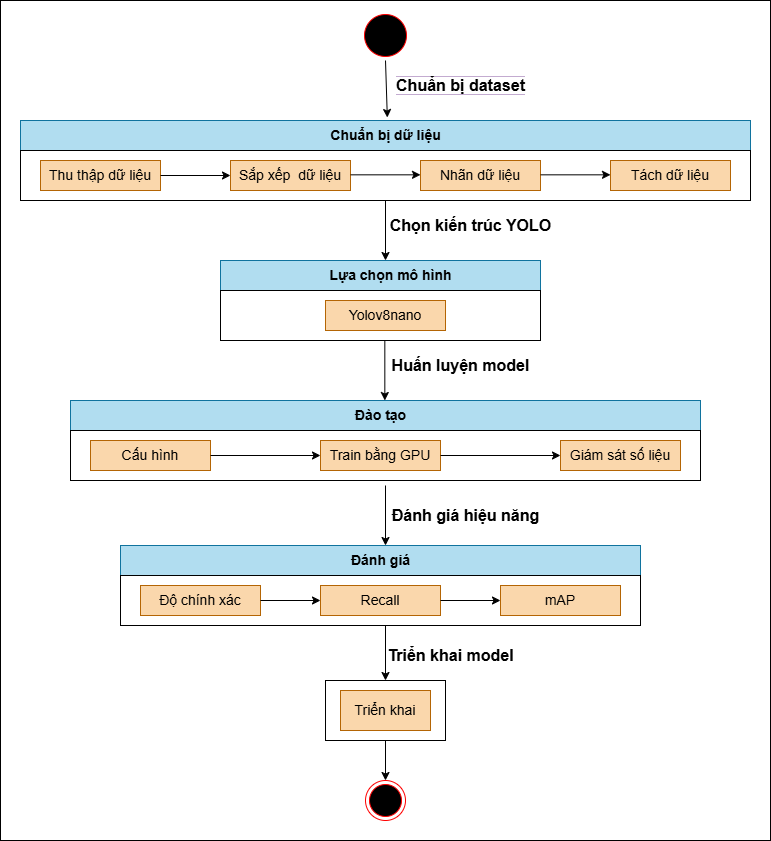 Chuẩn bị dataset
Chuẩn bị dữ liệu
Thu thập dữ liệu
Sắp xếp dữ liệu
Nhãn dữ liệu
Tách dữ liệu
Chọn kiến trúc YOLO
Lựa chọn mô hình
Yolov8nano
Huấn luyện model
Đào tạo
Cấu hình
Train bằng GPU
Giám sát số liệu
Đánh giá hiệu năng
Đánh giá
Độ chính xác
Recall
mAP
Triển khai model
Triển khai